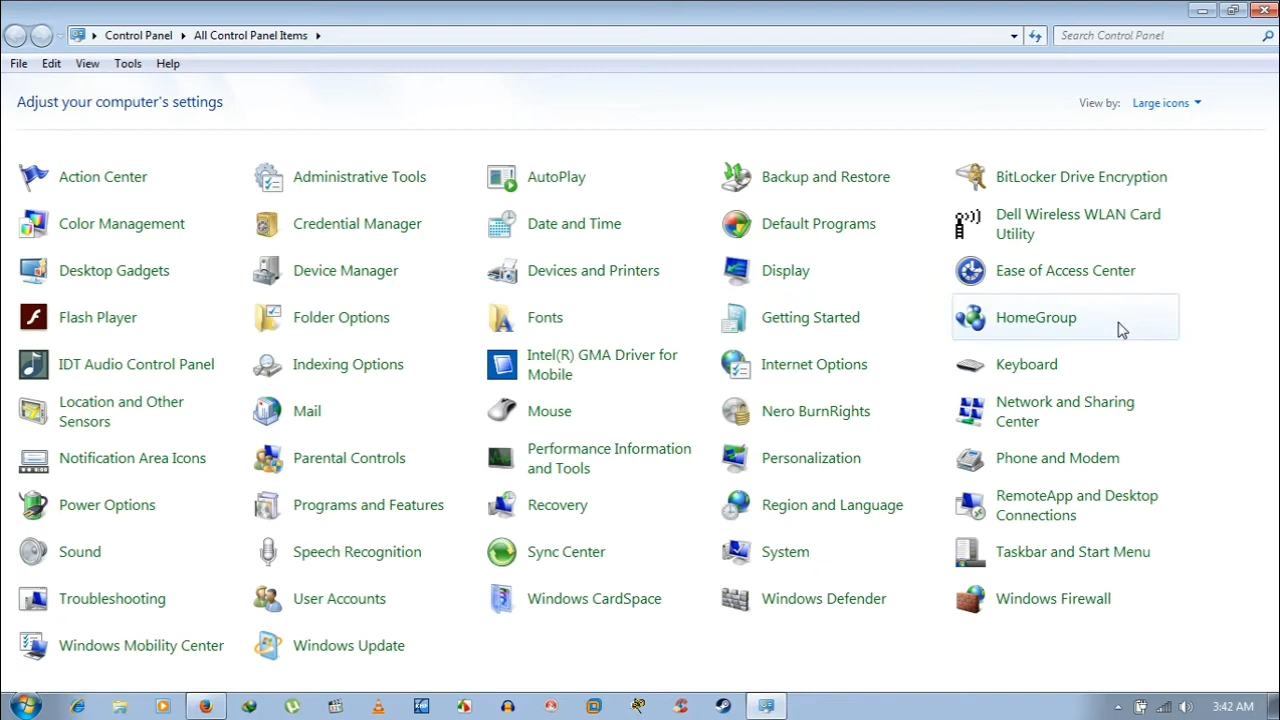 Control Panel All Control Panel Items Search Control Panel
File Edit View Tools Help
Adjust your computer's settings View by: Large icons
Action Center Administrative Tools AutoPlay Backup and Restore BitLocker Drive Encryption
Color Management Credential Manager Date and Time Default Programs Dell Wireless WLAN Card
Utility
Desktop Gadgets Device Manager Devices and Printers Display Ease of Access Center
Flash Player Folder Options Fonts Getting Started HomeGroup
IDT Audio Control Panel Indexing Options Intel(R) GMA Driver for
Mobile Internet Options Keyboard
Location and Other
Sensors Mail Mouse Nero BurnRights Network and Sharing
Center
Notification Area Icons Parental Controls Performance Information
and Tools Personalization Phone and Modem
Power Options Programs and Features Recovery Region and Language RemoteApp and Desktop
Connections
Sound Speech Recognition Sync Center System Taskbar and Start Menu
Troubleshooting User Accounts Windows CardSpace Windows Defender Windows Firewall
Windows Mobility Center Windows Update
3:42 AM